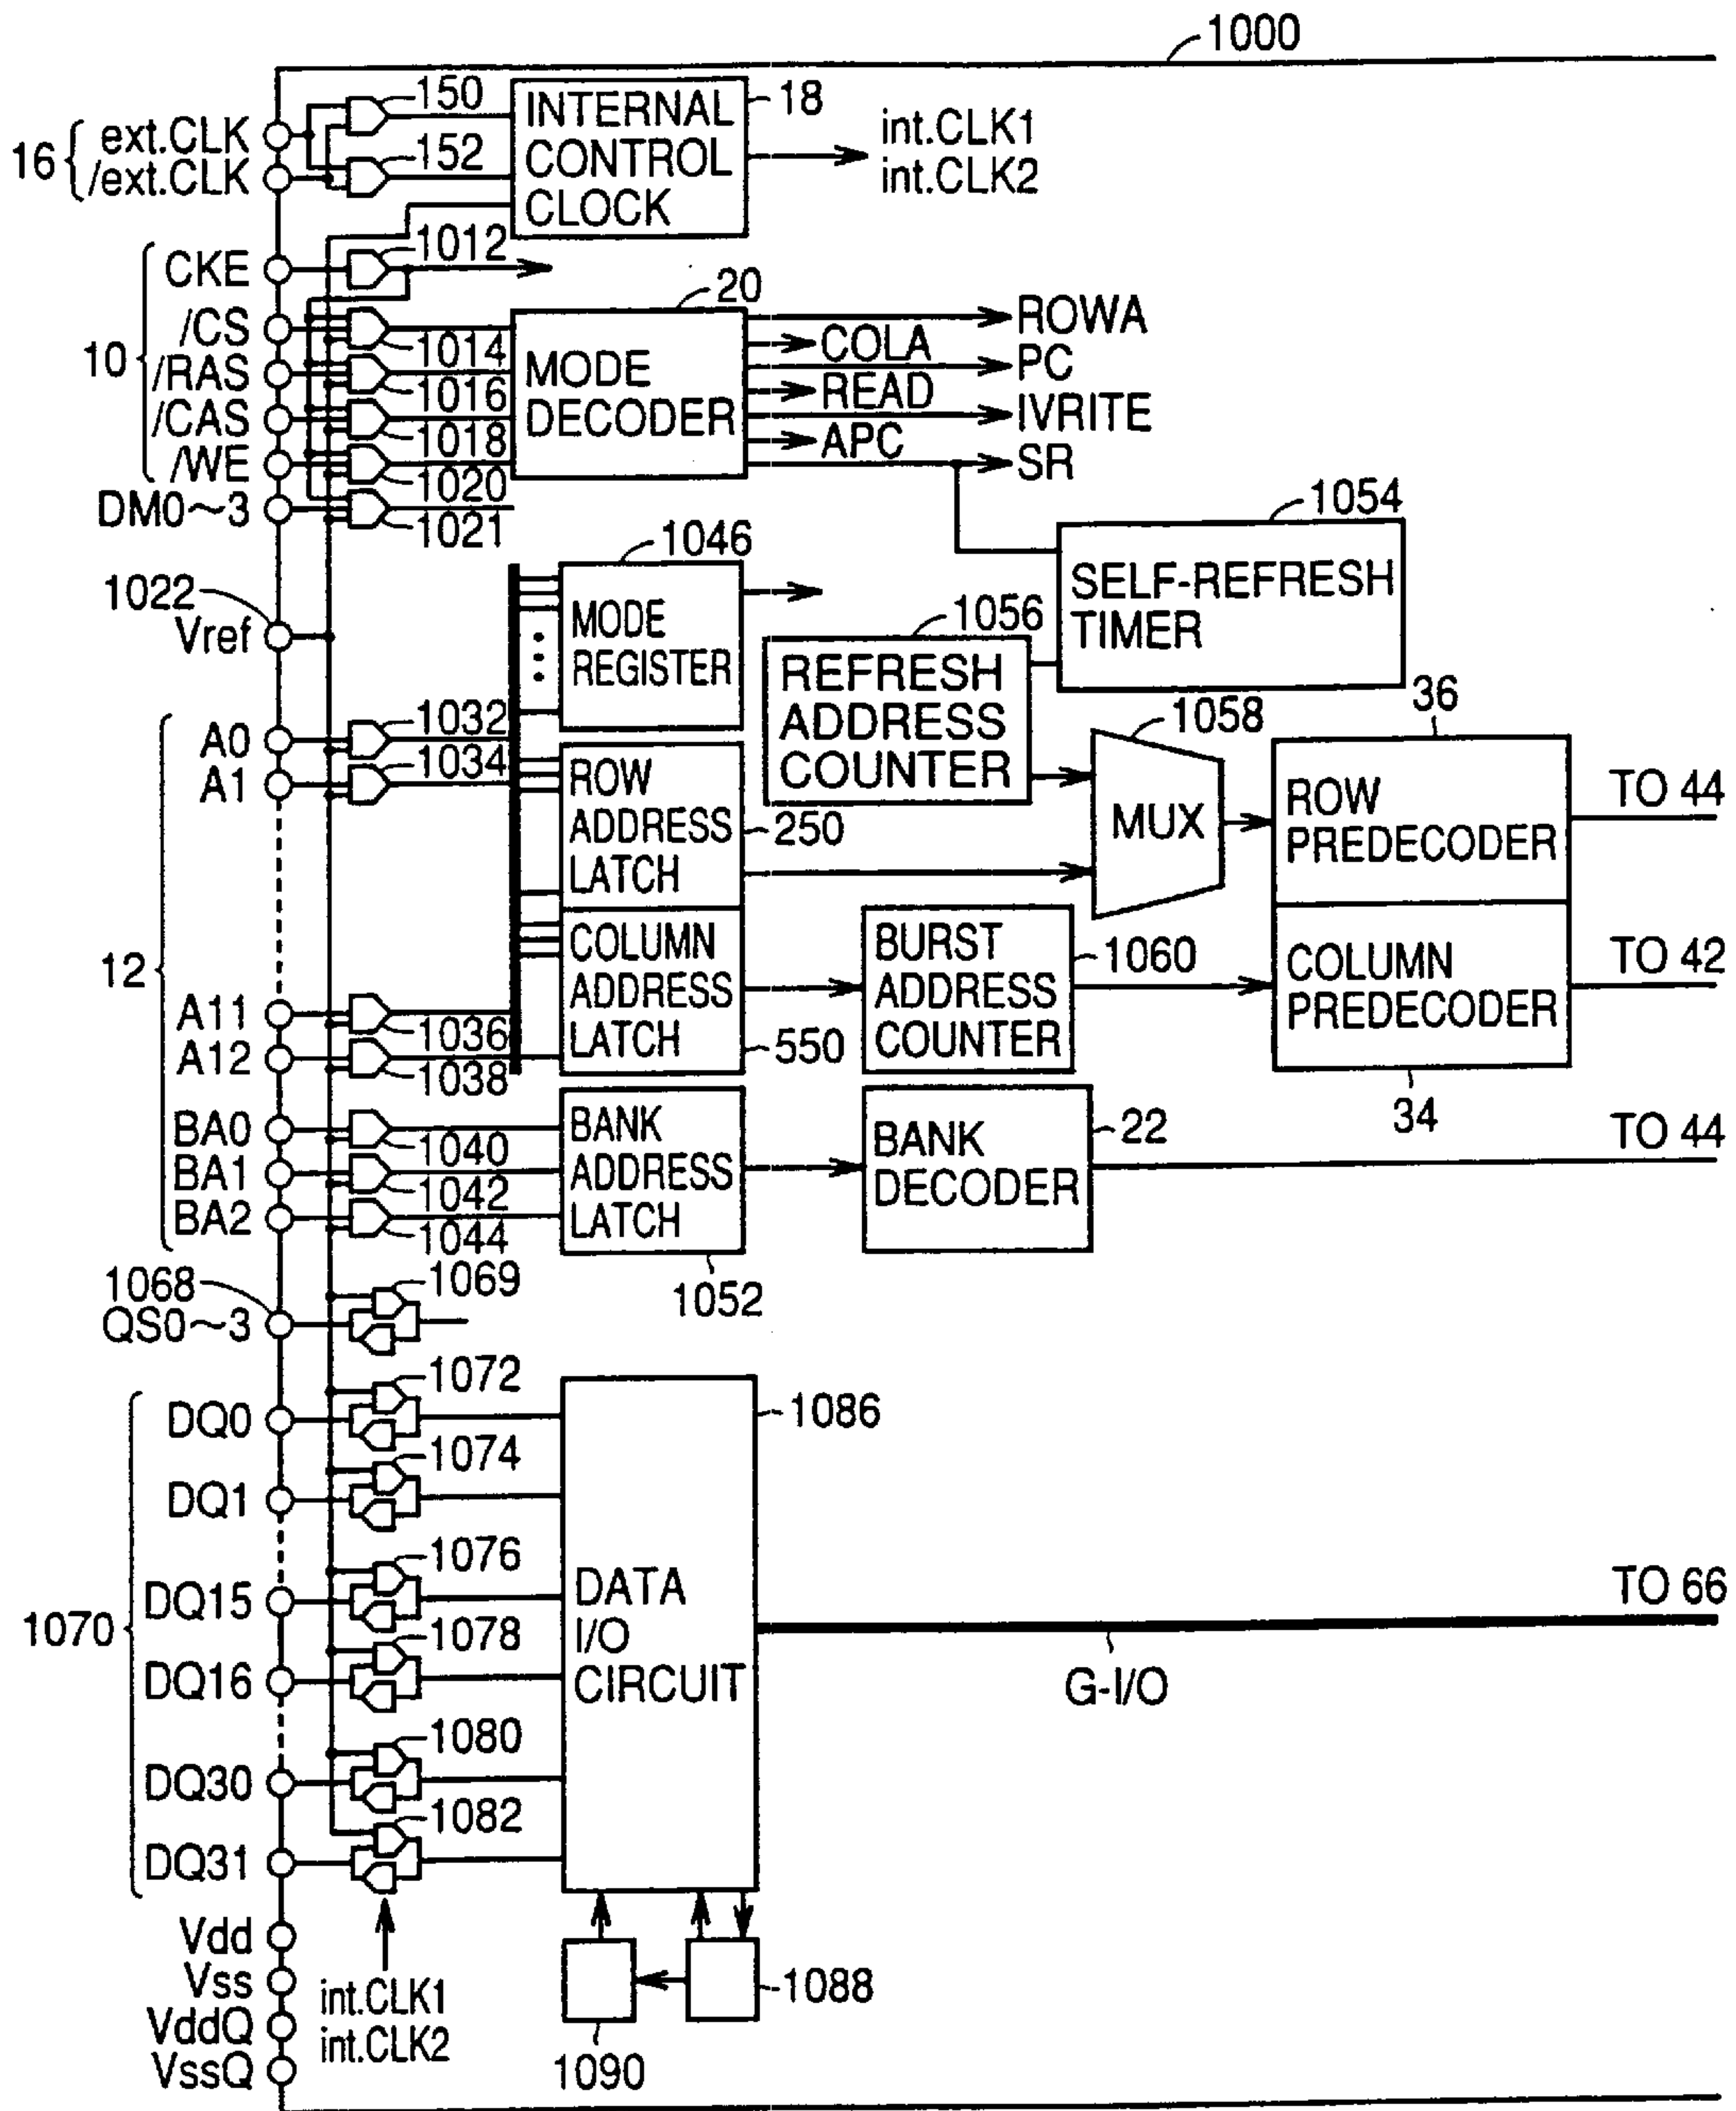 1000
16
ext.CLK
/ext.CLK
150
152
INTERNAL
CONTROL
CLOCK
18
int.CLK1
int.CLK2
10
CKE
/CS
/RAS
/CAS
/WE
DM0~3
1012
1014
1016
1018
1020
1021
20
MODE
DECODER
ROWA
COLA
PC
READ
IVRITE
APC
SR
1054
SELF-REFRESH
TIMER
1022
Vref
1046
MODE
REGISTER
1056
REFRESH
ADDRESS
COUNTER
1058
MUX
36
ROW
PREDECODER
TO 44
12
A0
A1
A11
A12
BA0
BA1
BA2
1032
1034
1036
1038
1040
1042
1044
ROW
ADDRESS
LATCH
250
COLUMN
ADDRESS
LATCH
550
BURST
ADDRESS
COUNTER
1060
COLUMN
PREDECODER
34
TO 42
BANK
ADDRESS
LATCH
1052
BANK
DECODER
22
TO 44
1068
QS0~3
1069
1070
DQ0
DQ1
DQ15
DQ16
DQ30
DQ31
1072
1074
1076
1078
1080
1082
DATA
I/O
CIRCUIT
1086
TO 66
G-I/O
Vdd
Vss
VddQ
VssQ
int.CLK1
int.CLK2
1090
1088